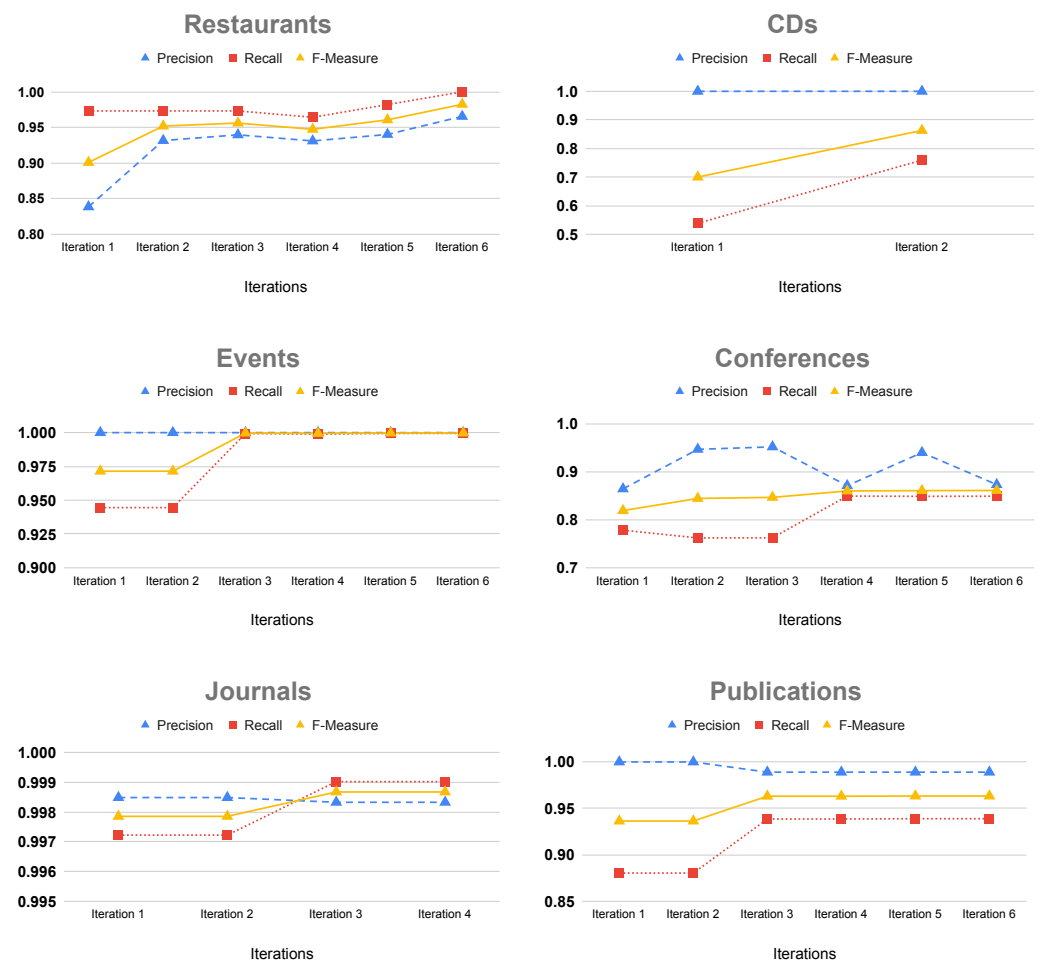 Restaurants
Precision Recall F-Measure
1.00
0.95
0.90
0.85
0.80
Iteration 1 Iteration 2 Iteration 3 Iteration 4 Iteration 5 Iteration 6
Iterations
CDs
Precision Recall F-Measure
1.0
0.9
0.8
0.7
0.6
0.5
Iteration 1 Iteration 2
Iterations
Events
Precision Recall F-Measure
1.000
0.975
0.950
0.925
0.900
Iteration 1 Iteration 2 Iteration 3 Iteration 4 Iteration 5 Iteration 6
Iterations
Conferences
Precision Recall F-Measure
1.0
0.9
0.8
0.7
Iteration 1 Iteration 2 Iteration 3 Iteration 4 Iteration 5 Iteration 6
Iterations
Journals
Precision Recall F-Measure
1.000
0.999
0.998
0.997
0.996
0.995
Iteration 1 Iteration 2 Iteration 3 Iteration 4
Iterations
Publications
Precision Recall F-Measure
1.00
0.95
0.90
0.85
Iteration 1 Iteration 2 Iteration 3 Iteration 4 Iteration 5 Iteration 6
Iterations